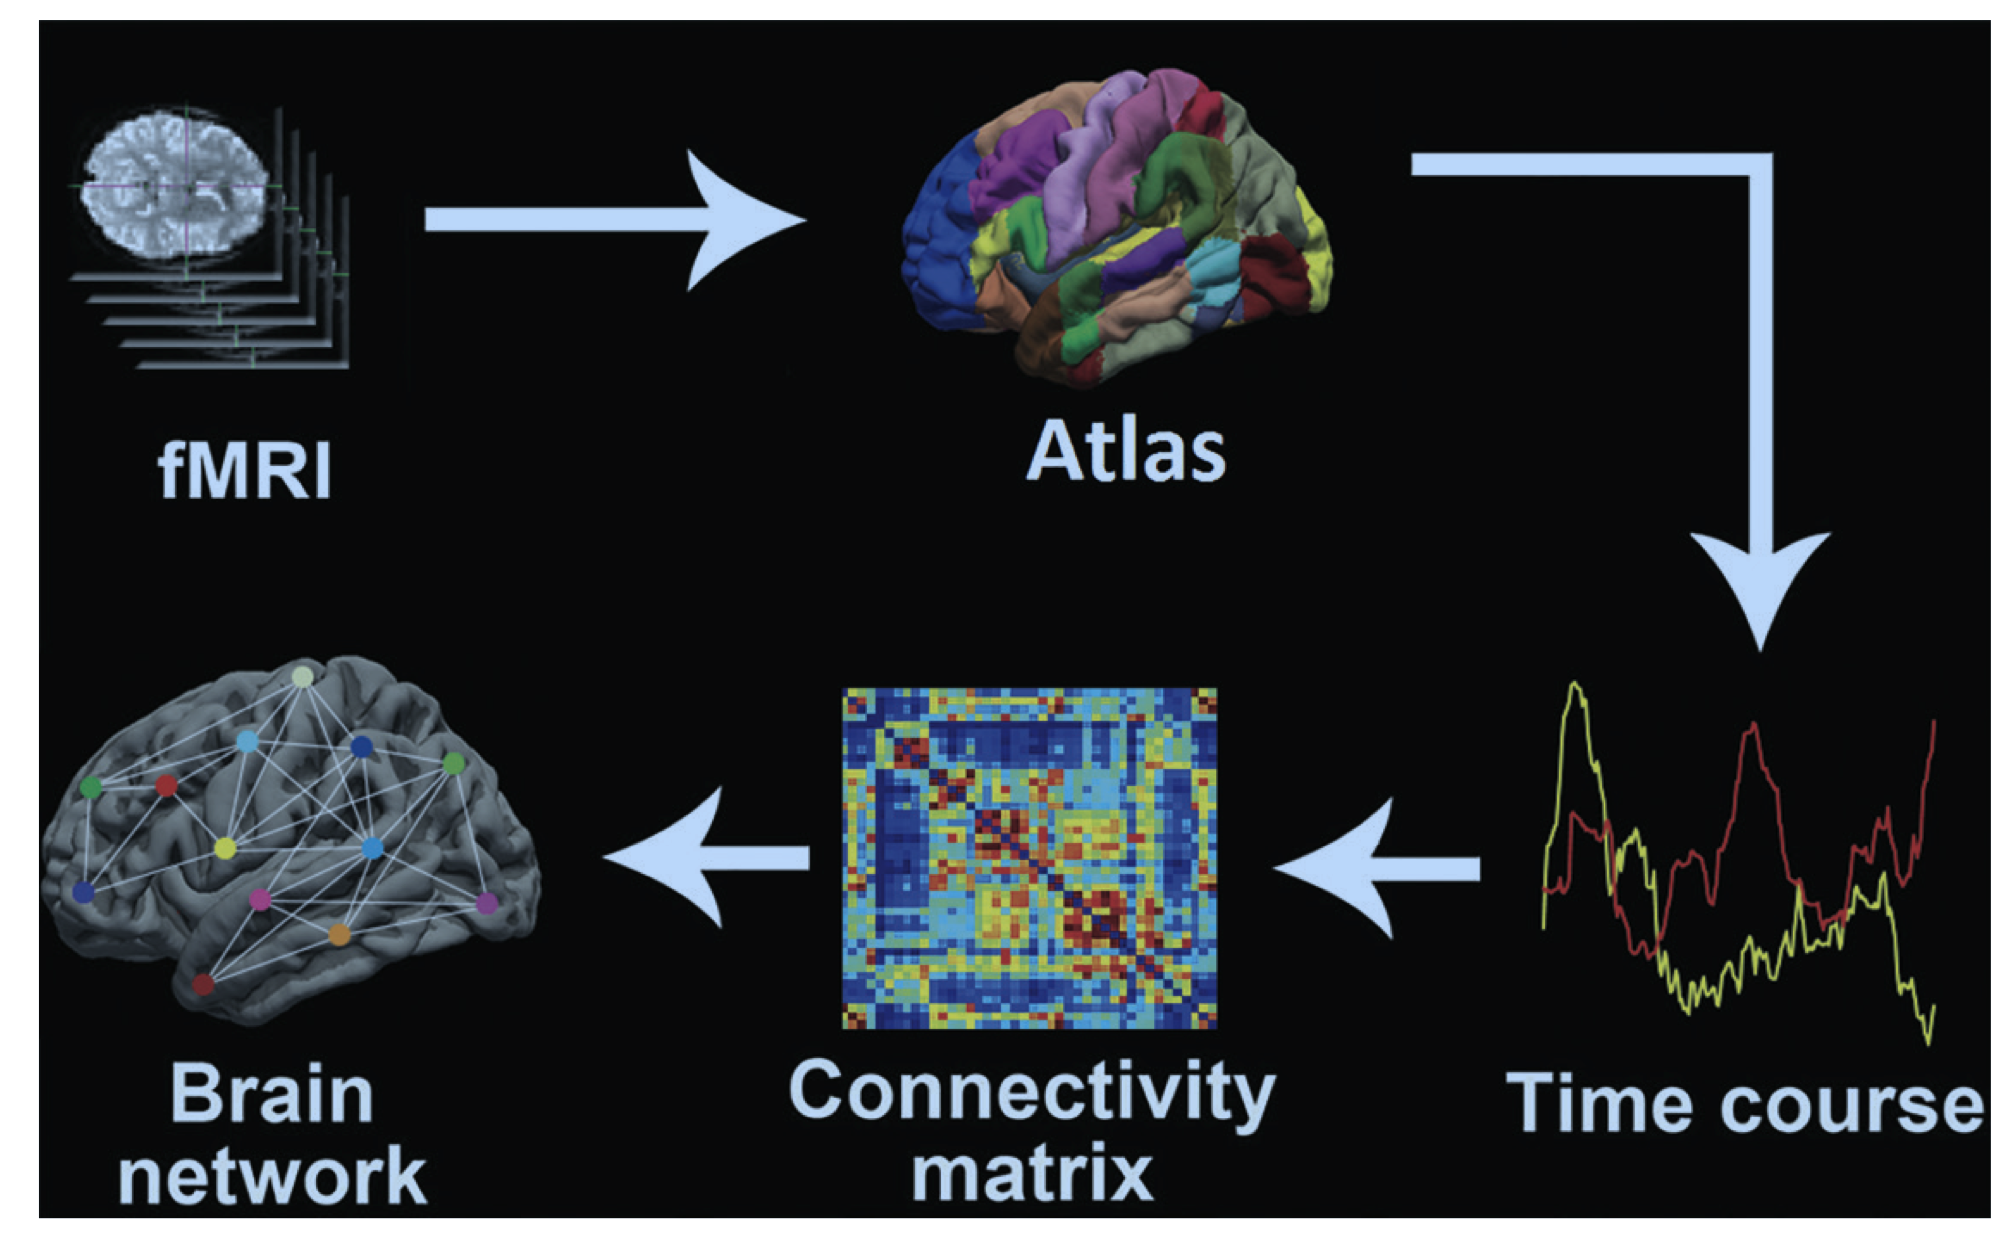 fMRI
Atlas
Time course
Connectivity
matrix
Brain
network